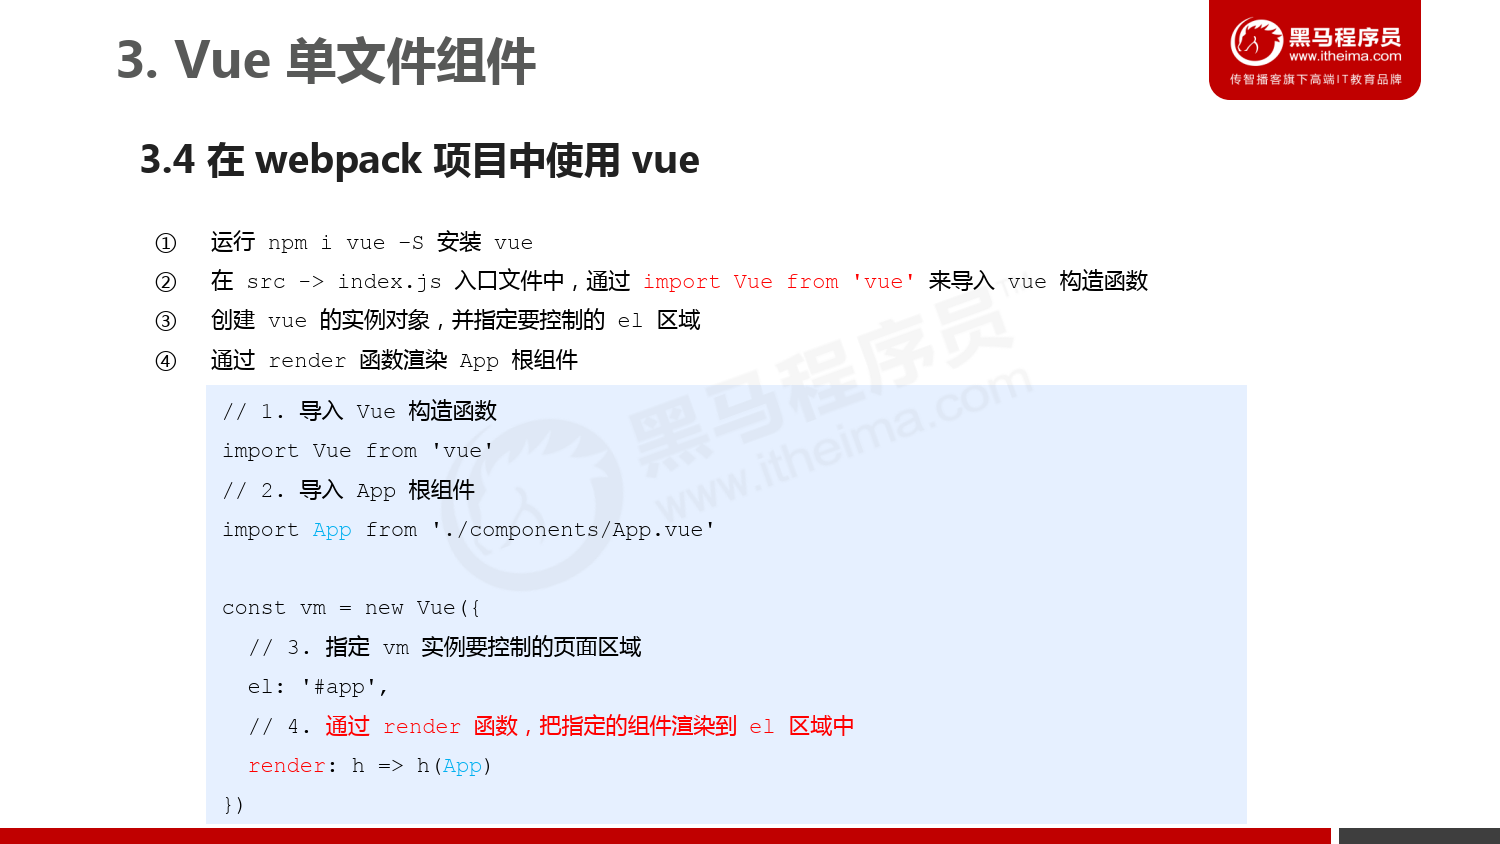 3. Vue 单文件组件
黑马程序员
www.itheima.com
传智播客旗下高端IT教育品牌
3.4 在 webpack 项目中使用 vue
① 运行 npm i vue -S 安装 vue
② 在 src -> index.js 入口文件中，通过 import Vue from 'vue' 来导入 vue 构造函数
③ 创建 vue 的实例对象，并指定要控制的 el 区域
④ 通过 render 函数渲染 App 根组件
黑马程序员
www.itheima.com
// 1. 导入 Vue 构造函数
import Vue from 'vue'
// 2. 导入 App 根组件
import App from './components/App.vue'
const vm = new Vue({
// 3. 指定 vm 实例要控制的页面区域
el: '#app',
// 4. 通过 render 函数，把指定的组件渲染到 el 区域中
render: h => h(App)
})